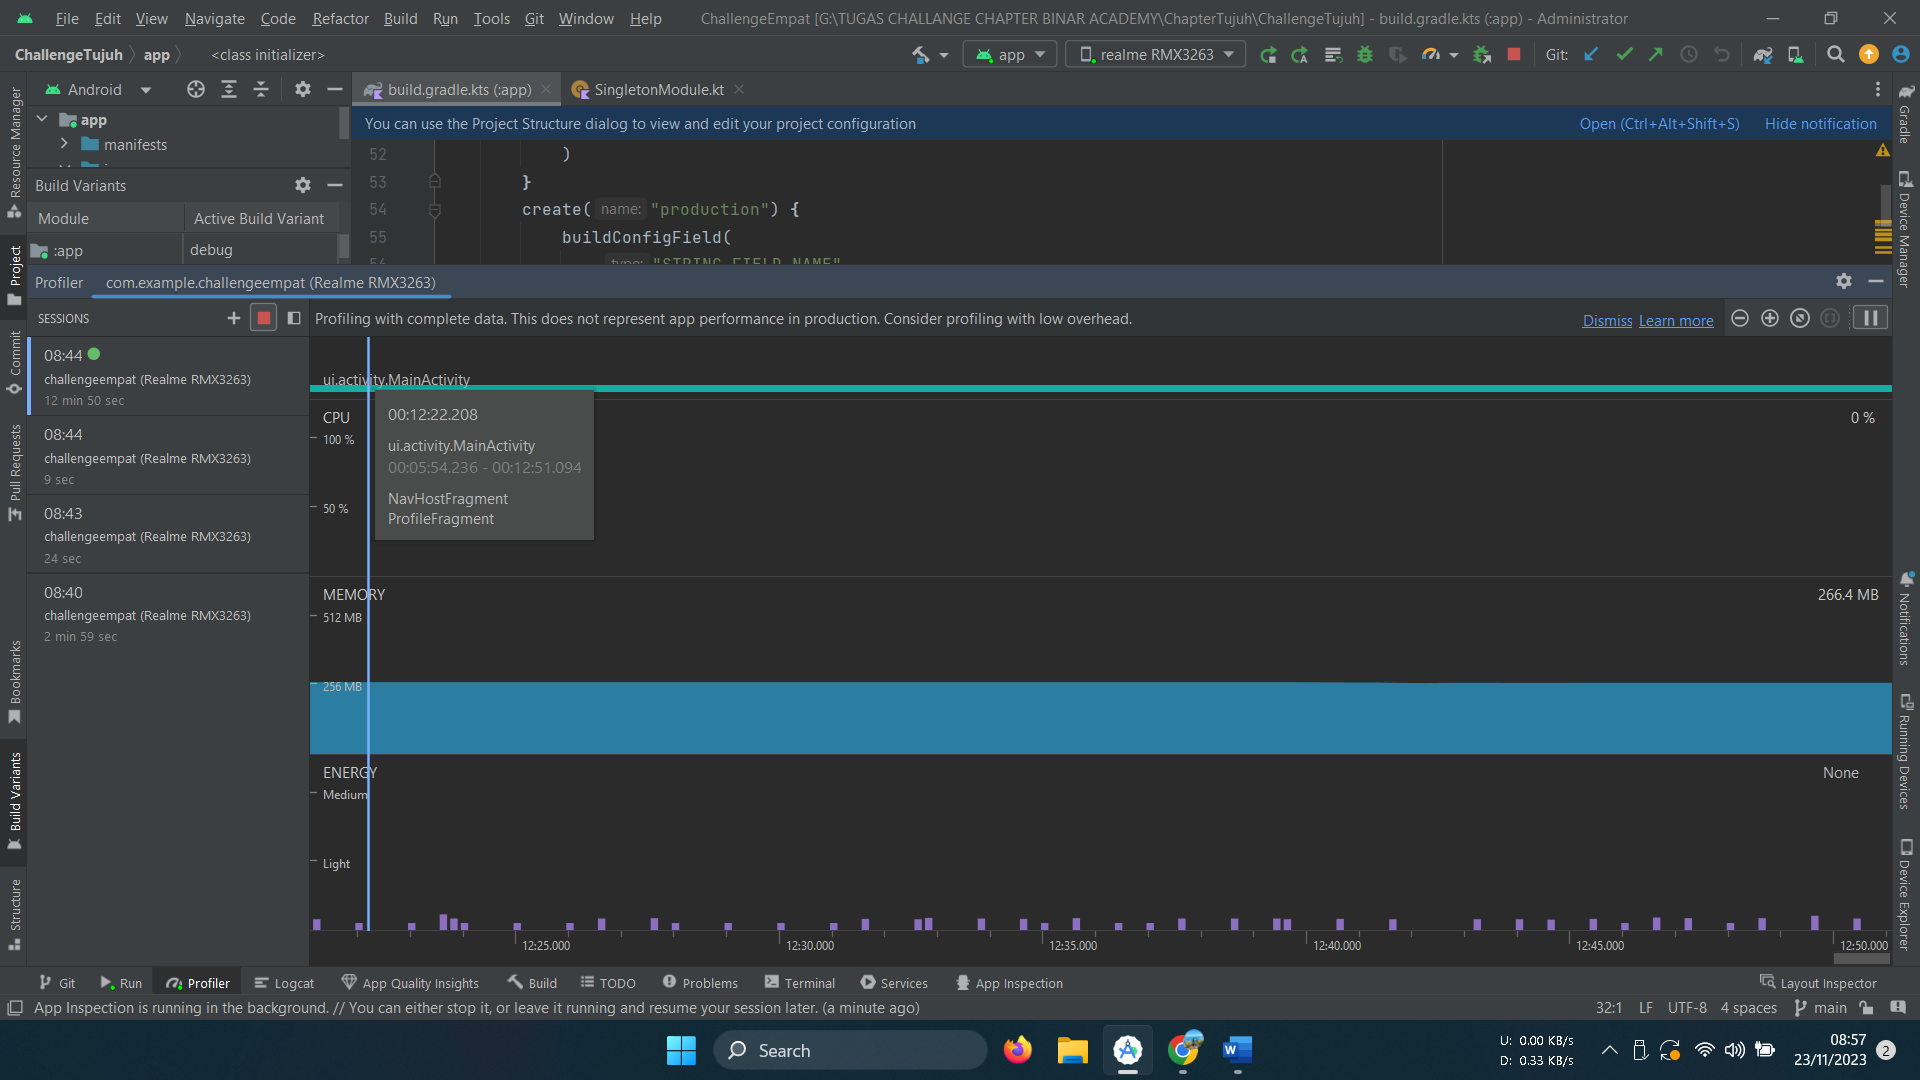 File Edit View Navigate Code Refactor Build Run Tools Git Window Help ChallengeEmpat [G:\TUGAS CHALLANGE CHAPTER BINAR ACADEMY\ChapterTujuh\ChallengeTujuh] - build.gradle.kts (:app) - Administrator
ChallengeTujuh app <class initializer> app realme RMX3263 Git:
Android build.gradle.kts (:app) SingletonModule.kt
app
manifests
You can use the Project Structure dialog to view and edit your project configuration Open (Ctrl+Alt+Shift+S) Hide notification
52 )
53 }
54 create( name: "production") {
55 buildConfigField(
56 type: "STRING_FIELD_NAME"
Build Variants
Module Active Build Variant
:app debug
Profiler com.example.challengeempat (Realme RMX3263)
SESSIONS
Profiling with complete data. This does not represent app performance in production. Consider profiling with low overhead. Dismiss Learn more
08:44
challengeempat (Realme RMX3263)
12 min 50 sec
08:44
challengeempat (Realme RMX3263)
9 sec
08:43
challengeempat (Realme RMX3263)
24 sec
08:40
challengeempat (Realme RMX3263)
2 min 59 sec
ui.activity.MainActivity
CPU 0 %
100 %
50 %
00:12:22.208
ui.activity.MainActivity
00:05:54.236 - 00:12:51.094
NavHostFragment
ProfileFragment
MEMORY 266.4 MB
512 MB
256 MB
ENERGY None
Medium
Light
12:25.000 12:30.000 12:35.000 12:40.000 12:45.000 12:50.000
Resource Manager
Project
Commit
Pull Requests
Bookmarks
Build Variants
Structure
Gradle
Device Manager
Notifications
Running Devices
Device Explorer
Git Run Profiler Logcat App Quality Insights Build TODO Problems Terminal Services App Inspection Layout Inspector
App Inspection is running in the background. // You can either stop it, or leave it running and resume your session later. (a minute ago) 32:1 LF UTF-8 4 spaces main
Search
U: 0.00 KB/s
D: 0.33 KB/s
08:57
23/11/2023
2